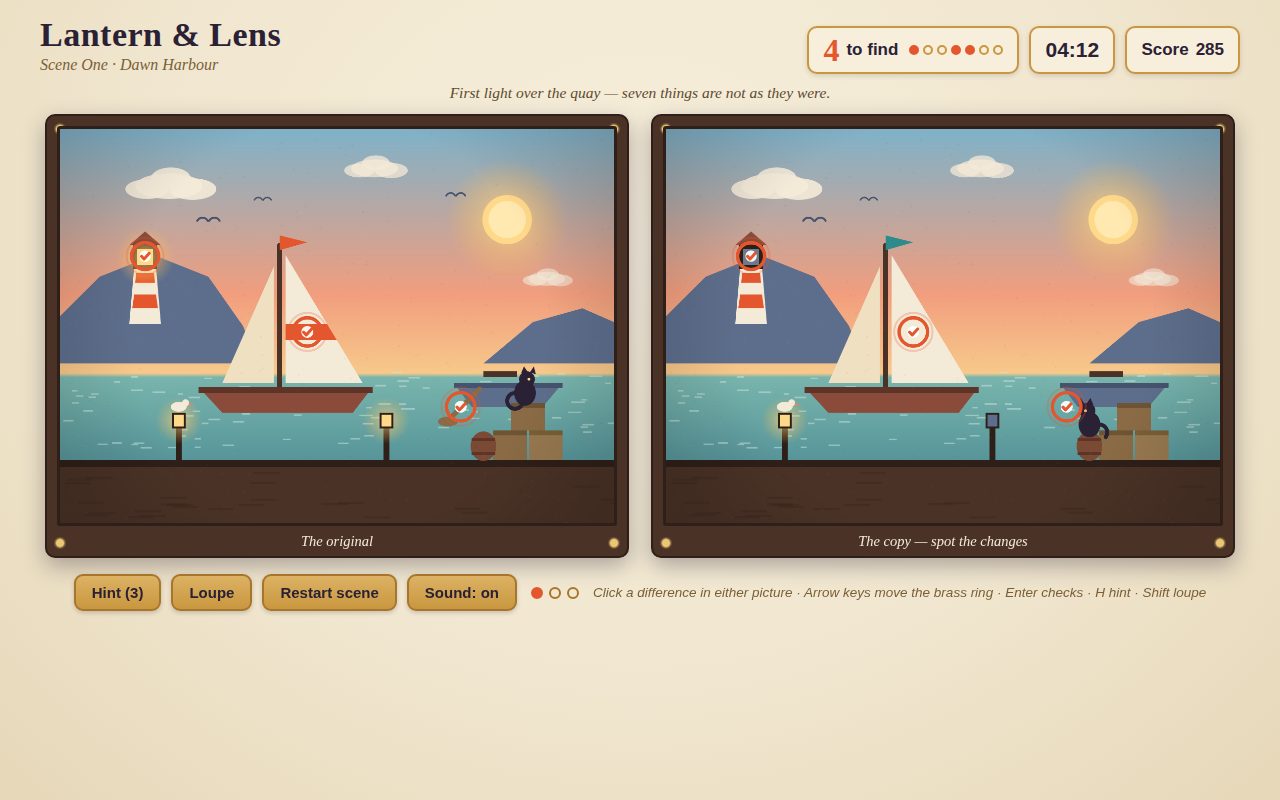 Lantern & Lens
Scene One · Dawn Harbour
4 to find
04:12
Score 285
First light over the quay — seven things are not as they were.
The original
The copy — spot the changes
Hint (3)
Loupe
Restart scene
Sound: on
Click a difference in either picture · Arrow keys move the brass ring · Enter checks · H hint · Shift loupe